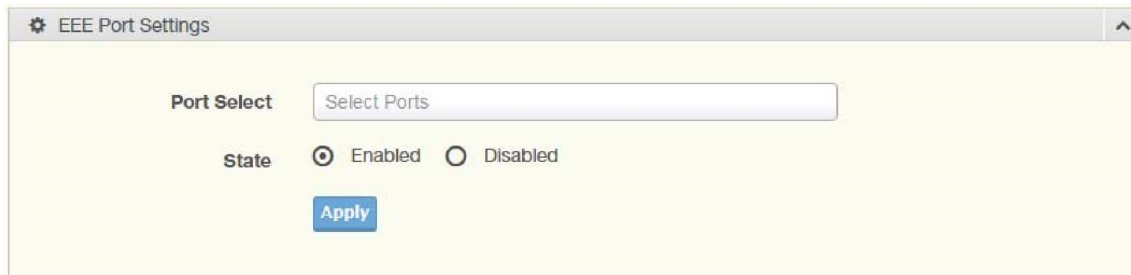 EEE Port Settings
Port Select Select Ports
State Enabled Disabled
Apply